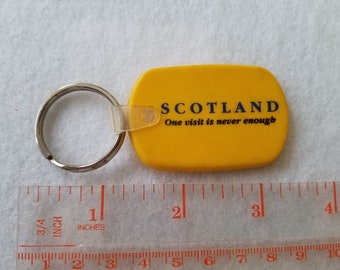 SCOTLAND
One visit is never enough
3/4 INCH
1 2 3 4
1 2 3 4 5 6 7 8 9 10